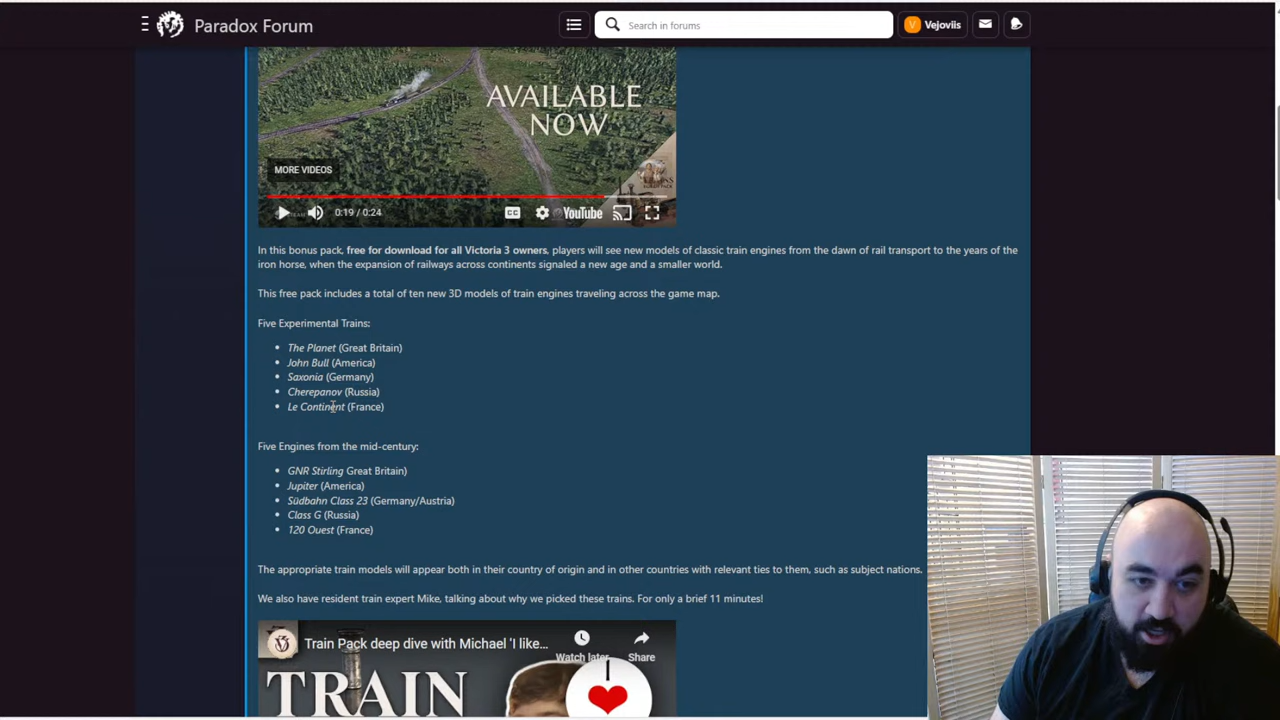 Paradox Forum
Search in forums
V Vejoviis
AVAILABLE
NOW
MORE VIDEOS
0:19 / 0:24
CC
YouTube
In this bonus pack, free for download for all Victoria 3 owners, players will see new models of classic train engines from the dawn of rail transport to the years of the
iron horse, when the expansion of railways across continents signaled a new age and a smaller world.
This free pack includes a total of ten new 3D models of train engines traveling across the game map.
Five Experimental Trains:
The Planet (Great Britain)
John Bull (America)
Saxonia (Germany)
Cherepanov (Russia)
Le Continent (France)
Five Engines from the mid-century:
GNR Stirling Great Britain)
Jupiter (America)
Südbahn Class 23 (Germany/Austria)
Class G (Russia)
120 Ouest (France)
The appropriate train models will appear both in their country of origin and in other countries with relevant ties to them, such as subject nations.
We also have resident train expert Mike, talking about why we picked these trains. For only a brief 11 minutes!
Train Pack deep dive with Michael 'I like...
Watch later
Share
TRAIN